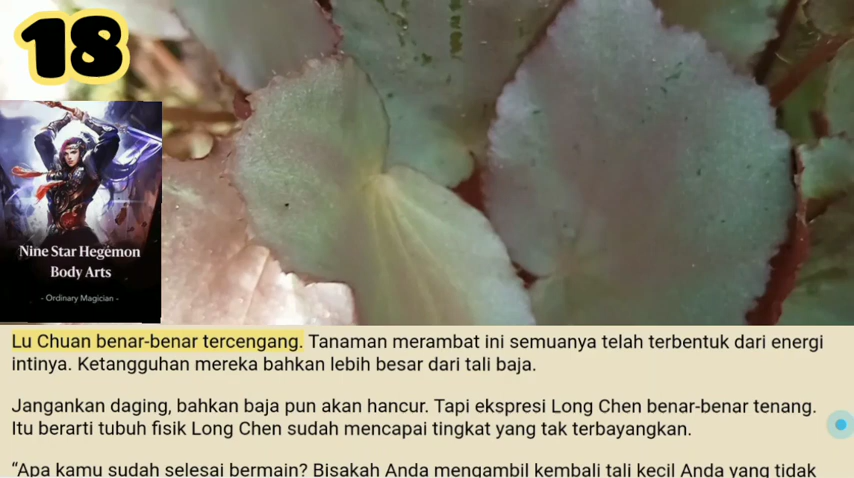 18
Nine Star Hegemon
Body Arts
- Ordinary Magician -
Lu Chuan benar-benar tercengang. Tanaman merambat ini semuanya telah terbentuk dari energi
intinya. Ketangguhan mereka bahkan lebih besar dari tali baja.
Jangankan daging, bahkan baja pun akan hancur. Tapi ekspresi Long Chen benar-benar tenang.
Itu berarti tubuh fisik Long Chen sudah mencapai tingkat yang tak terbayangkan.
“Apa kamu sudah selesai bermain? Bisakah Anda mengambil kembali tali kecil Anda yang tidak